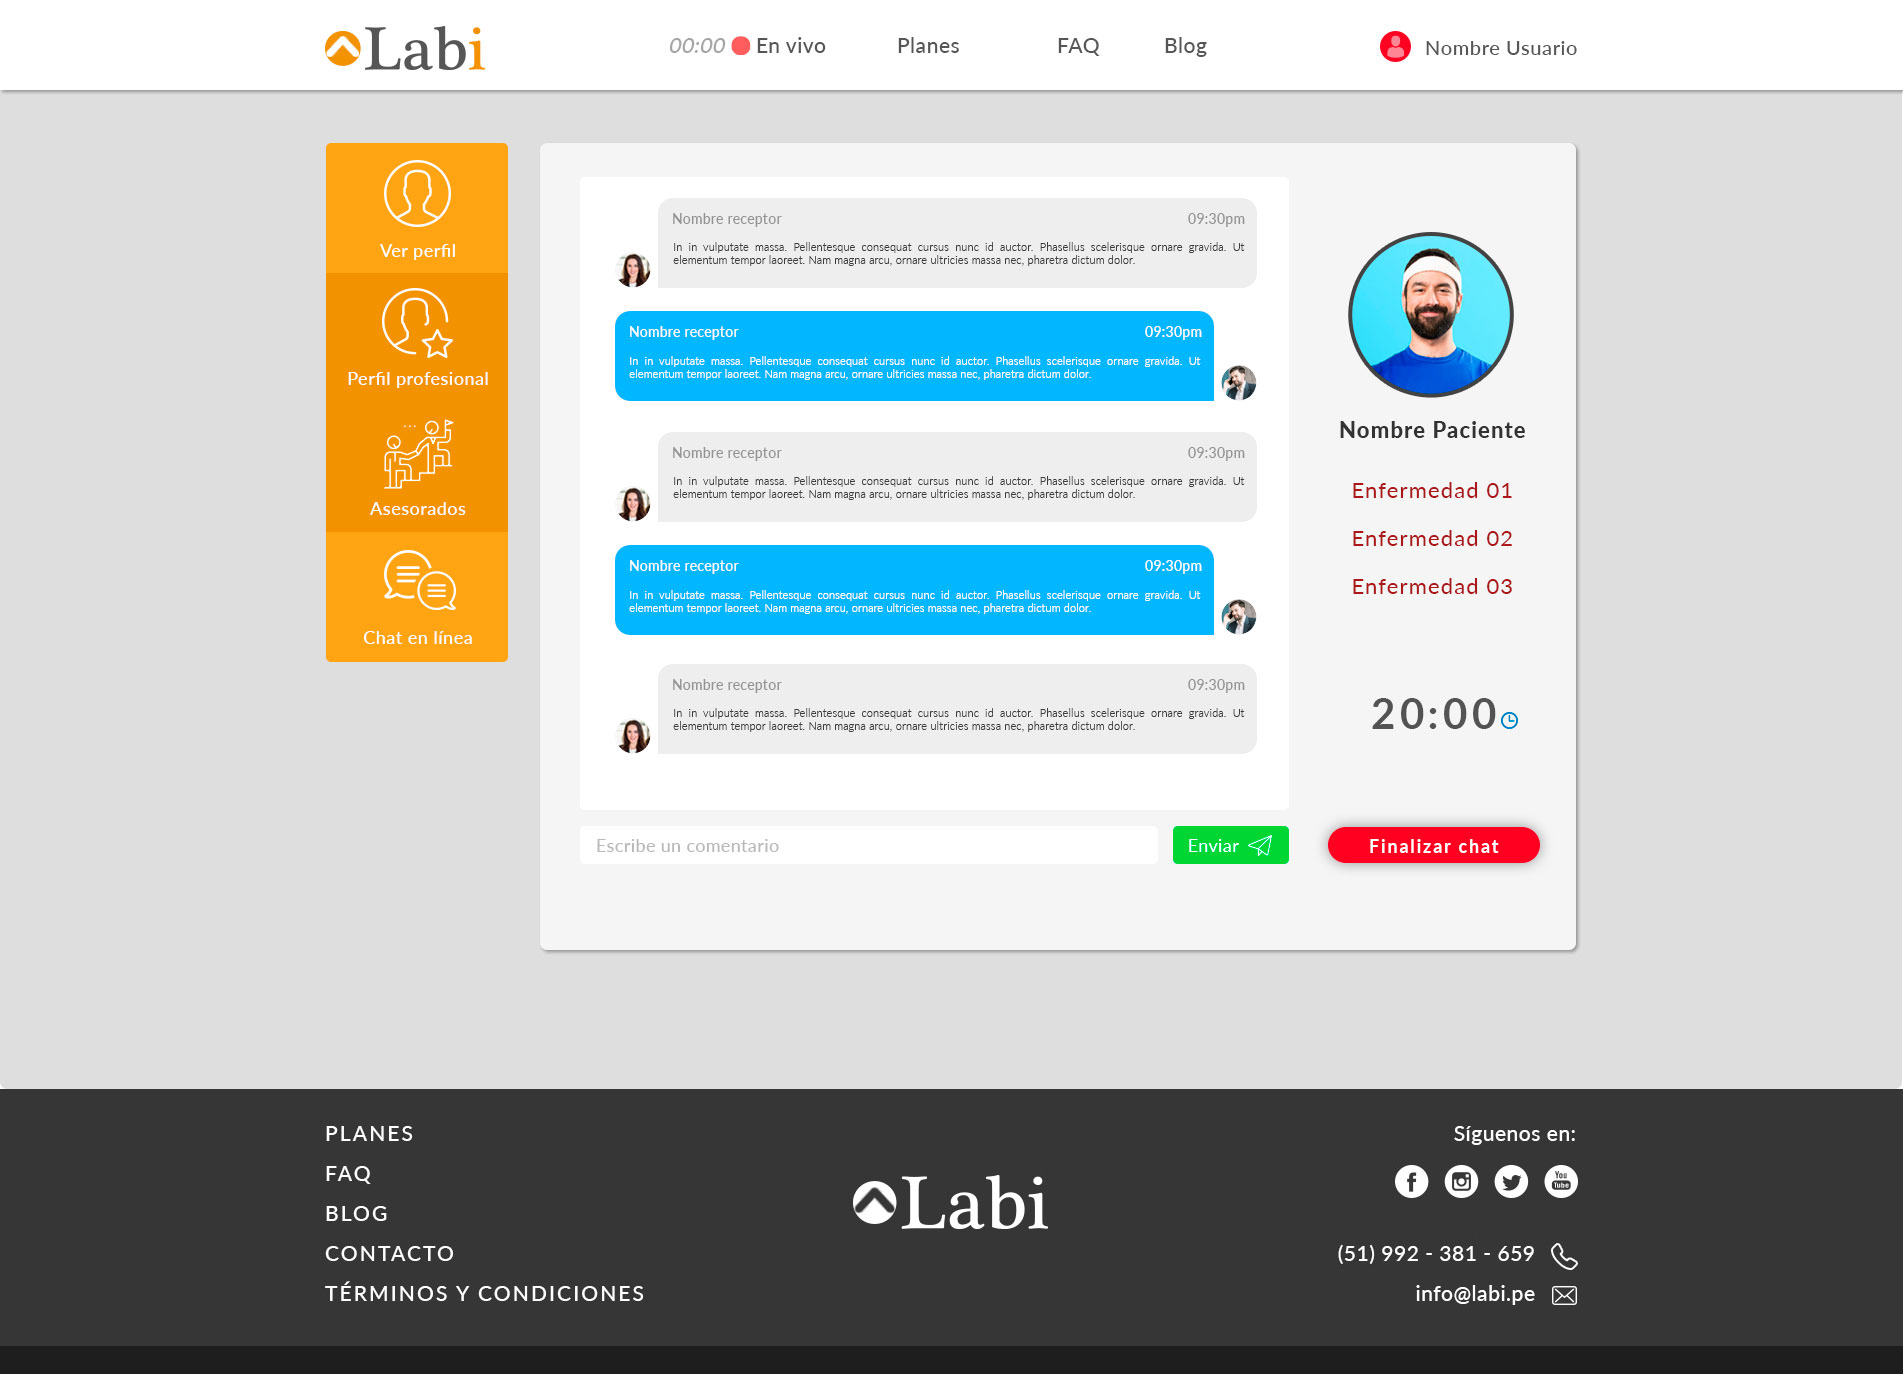 Labi
00:00 En vivo
Planes
FAQ
Blog
Nombre Usuario
Ver perfil
Perfil profesional
Asesorados
Chat en línea
Nombre receptor 09:30pm
In in vulputate massa. Pellentesque consequat cursus nunc id auctor. Phasellus scelerisque ornare gravida. Ut
elementum tempor laoreet. Nam magna arcu, ornare ultricies massa nec, pharetra dictum dolor.
Nombre receptor 09:30pm
In in vulputate massa. Pellentesque consequat cursus nunc id auctor. Phasellus scelerisque ornare gravida. Ut
elementum tempor laoreet. Nam magna arcu, ornare ultricies massa nec, pharetra dictum dolor.
Nombre receptor 09:30pm
In in vulputate massa. Pellentesque consequat cursus nunc id auctor. Phasellus scelerisque ornare gravida. Ut
elementum tempor laoreet. Nam magna arcu, ornare ultricies massa nec, pharetra dictum dolor.
Nombre receptor 09:30pm
In in vulputate massa. Pellentesque consequat cursus nunc id auctor. Phasellus scelerisque ornare gravida. Ut
elementum tempor laoreet. Nam magna arcu, ornare ultricies massa nec, pharetra dictum dolor.
Nombre receptor 09:30pm
In in vulputate massa. Pellentesque consequat cursus nunc id auctor. Phasellus scelerisque ornare gravida. Ut
elementum tempor laoreet. Nam magna arcu, ornare ultricies massa nec, pharetra dictum dolor.
Escribe un comentario
Enviar
Nombre Paciente
Enfermedad 01
Enfermedad 02
Enfermedad 03
20:00
Finalizar chat
PLANES
FAQ
BLOG
CONTACTO
TÉRMINOS Y CONDICIONES
Labi
Síguenos en:
You
Tube
(51) 992 - 381 - 659
info@labi.pe